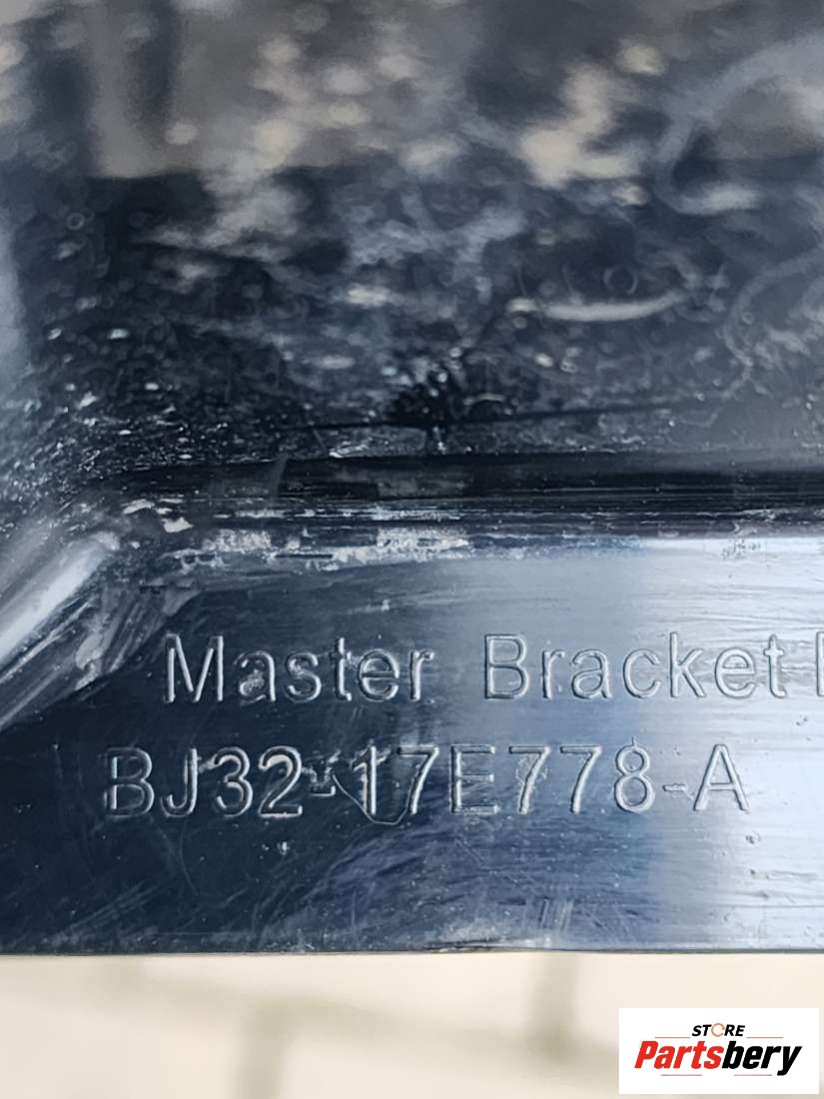 Master Bracket
BJ32-17E778-A
STORE
Partsbery